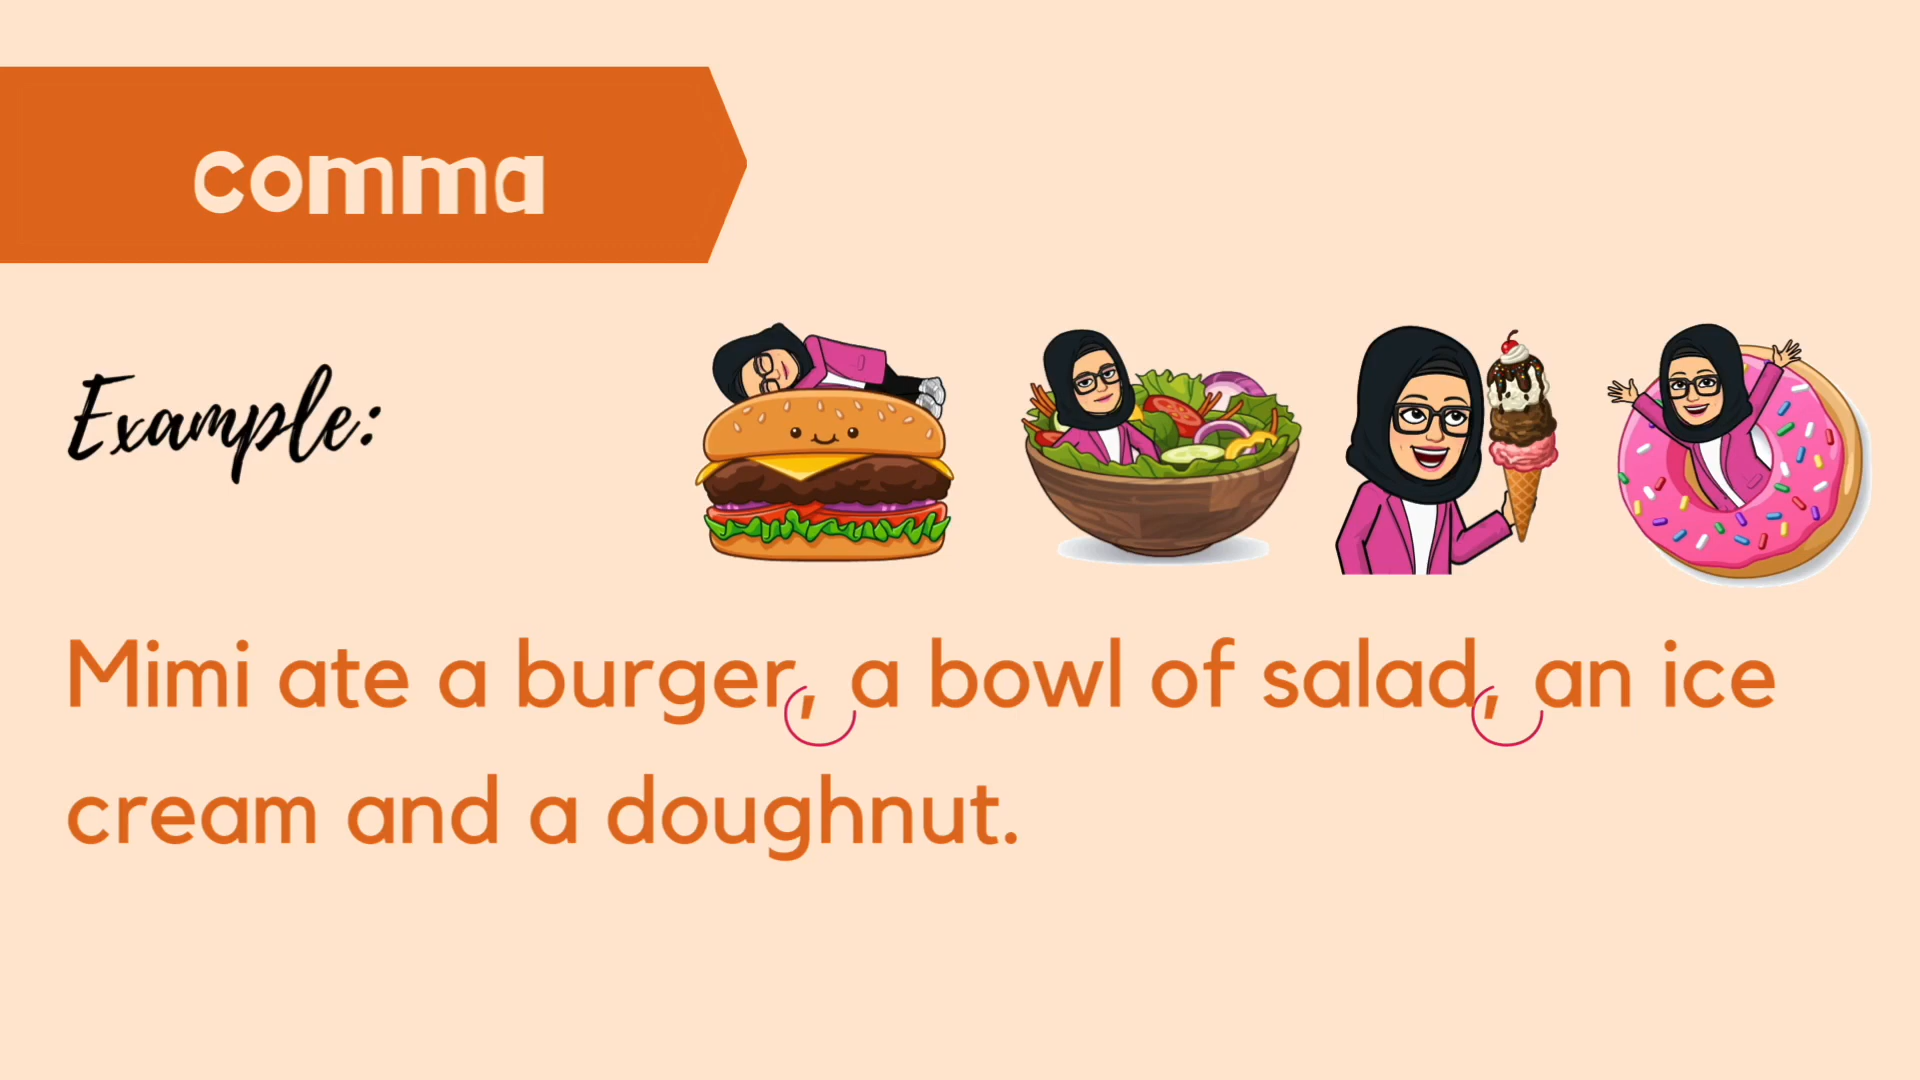 comma
Example:
Mimi ate a burger, a bowl of salad, an ice
cream and a doughnut.